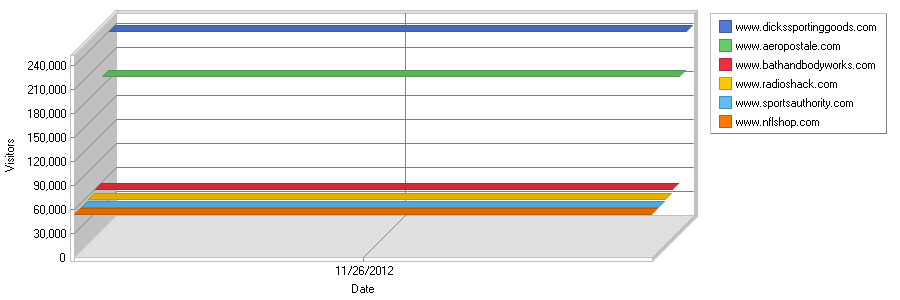 www.dickssportinggoods.com
www.aeropostale.com
www.bathandbodyworks.com
www.radioshack.com
www.sportsauthority.com
www.nflshop.com
Visitors
240,000
210,000
180,000
150,000
120,000
90,000
60,000
30,000
0
11/26/2012
Date